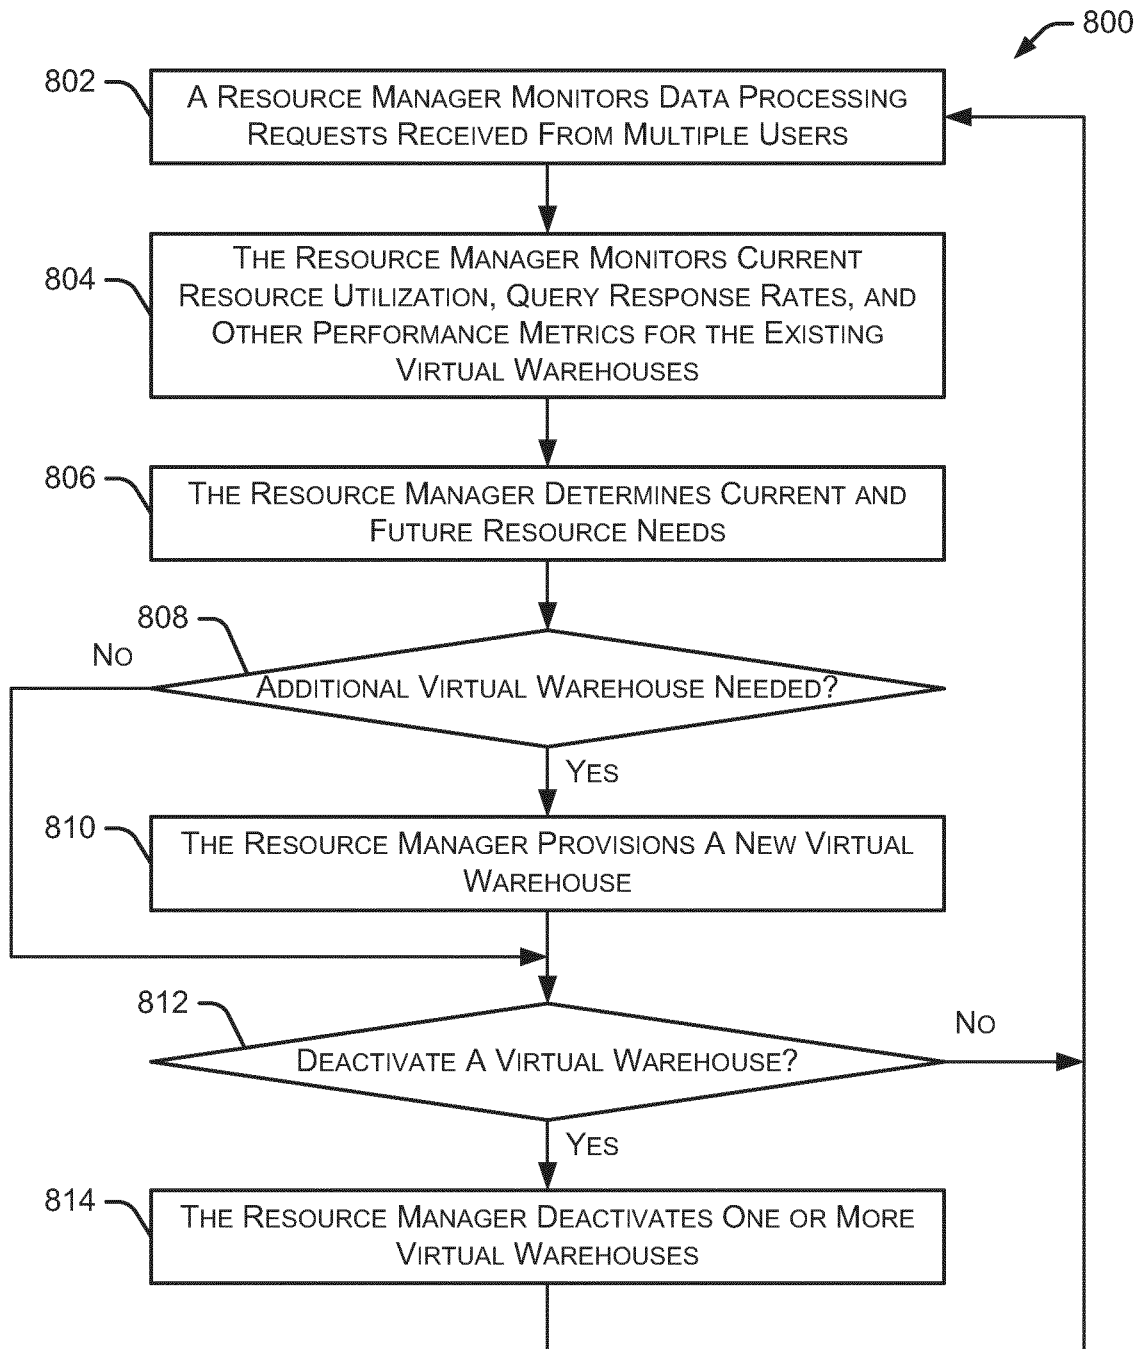 800
802
A Resource Manager Monitors Data Processing
Requests Received From Multiple Users
804
The Resource Manager Monitors Current
Resource Utilization, Query Response Rates, and
Other Performance Metrics for the Existing
Virtual Warehouses
806
The Resource Manager Determines Current and
Future Resource Needs
808
No
Additional Virtual Warehouse Needed?
Yes
810
The Resource Manager Provisions A New Virtual
Warehouse
812
No
Deactivate A Virtual Warehouse?
Yes
814
The Resource Manager Deactivates One or More
Virtual Warehouses